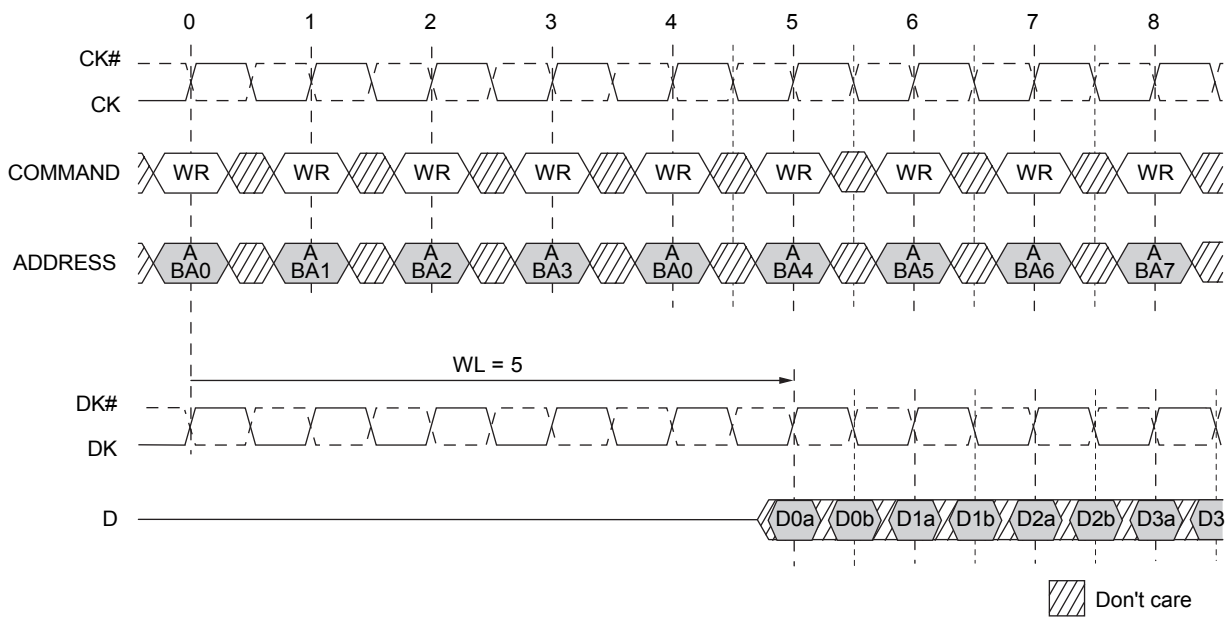 0 1 2 3 4 5 6 7 8
CK#
CK
COMMAND WR WR WR WR WR WR WR WR WR
ADDRESS A A A A A A A A A
BA0 BA1 BA2 BA3 BA0 BA4 BA5 BA6 BA7
WL = 5
DK#
DK
D D0a D0b D1a D1b D2a D2b D3a D3
Don't care